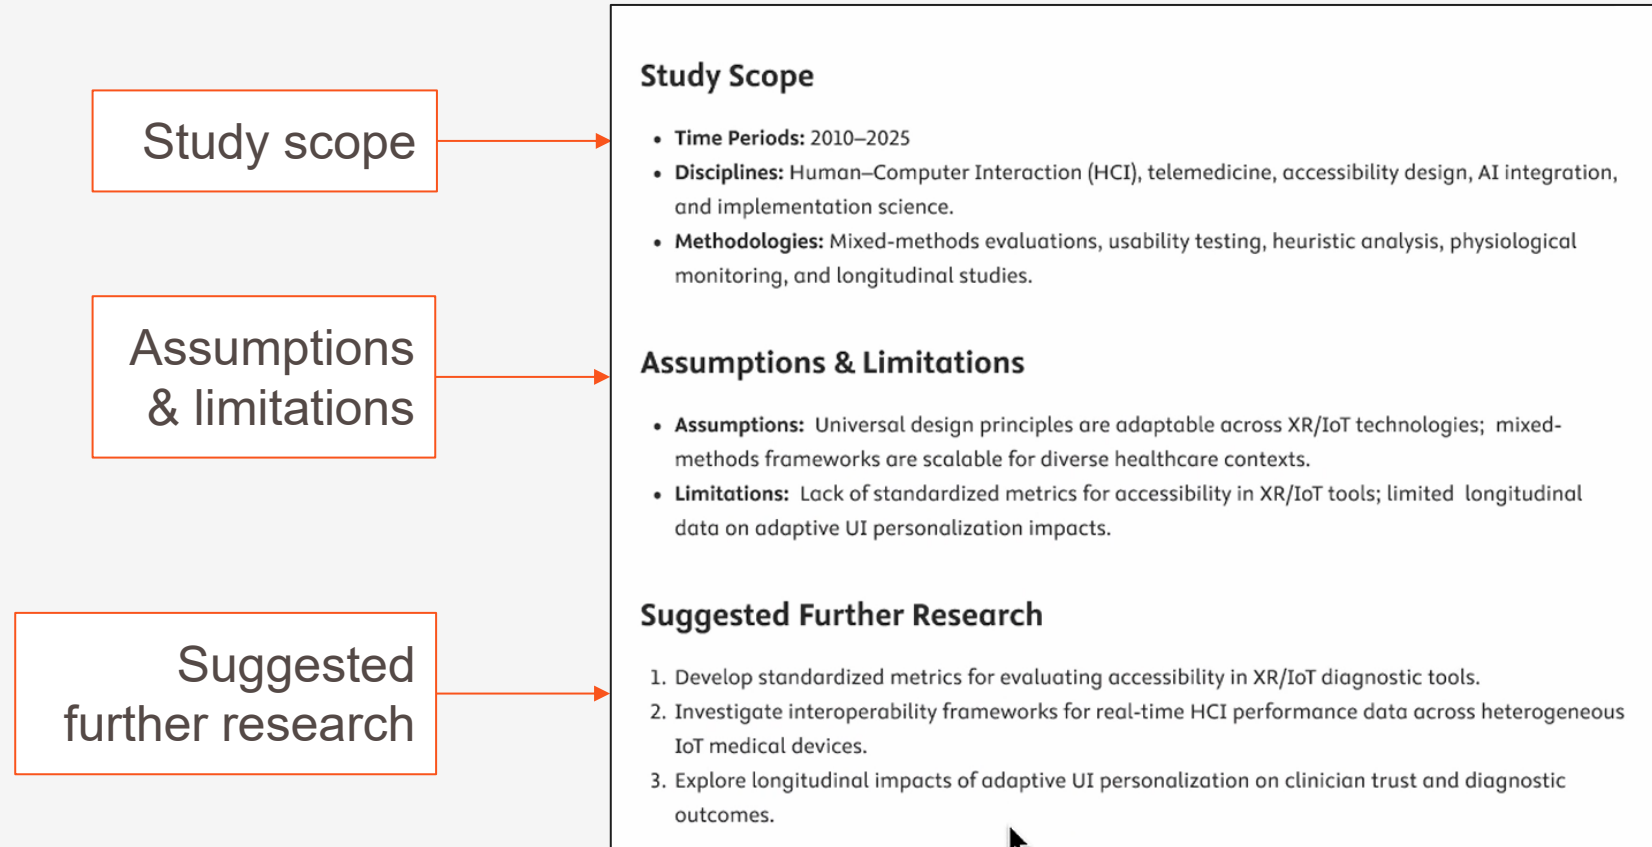 Study scope
Assumptions
& limitations
Suggested
further research
Study Scope
• Time Periods: 2010–2025
• Disciplines: Human–Computer Interaction (HCI), telemedicine, accessibility design, AI integration,
and implementation science.
• Methodologies: Mixed-methods evaluations, usability testing, heuristic analysis, physiological
monitoring, and longitudinal studies.
Assumptions & Limitations
• Assumptions: Universal design principles are adaptable across XR/IoT technologies; mixed-
methods frameworks are scalable for diverse healthcare contexts.
• Limitations: Lack of standardized metrics for accessibility in XR/IoT tools; limited longitudinal
data on adaptive UI personalization impacts.
Suggested Further Research
1. Develop standardized metrics for evaluating accessibility in XR/IoT diagnostic tools.
2. Investigate interoperability frameworks for real-time HCI performance data across heterogeneous
IoT medical devices.
3. Explore longitudinal impacts of adaptive UI personalization on clinician trust and diagnostic
outcomes.